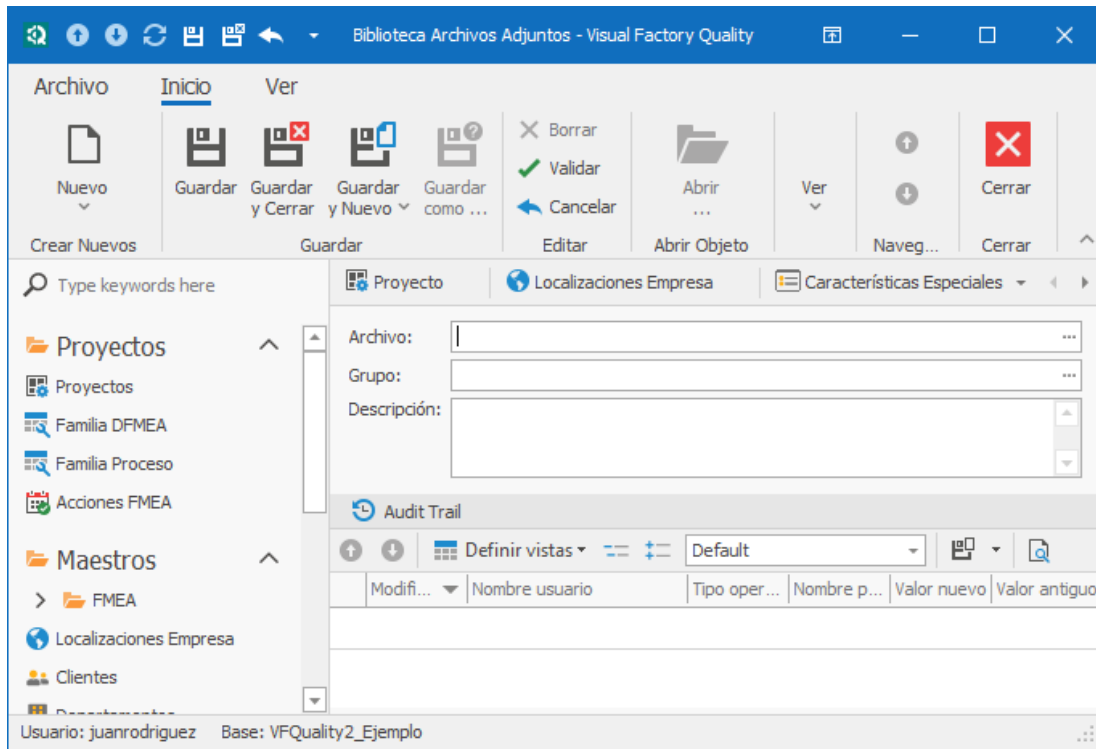 Biblioteca Archivos Adjuntos - Visual Factory Quality
Archivo Inicio Ver
Nuevo
Guardar
Guardar y Cerrar
Guardar y Nuevo
Guardar como ...
Borrar
Validar
Cancelar
Abrir ...
Ver
Cerrar
Crear Nuevos
Guardar
Editar
Abrir Objeto
Naveg...
Cerrar
Type keywords here
Proyecto
Localizaciones Empresa
Características Especiales
Proyectos
Proyectos
Familia DFMEA
Familia Proceso
Acciones FMEA
Maestros
FMEA
Localizaciones Empresa
Clientes
Archivo:
Grupo:
Descripción:
Audit Trail
Definir vistas
Default
Modifi...
Nombre usuario
Tipo oper...
Nombre p...
Valor nuevo
Valor antiguo
Usuario: juanrodriguez Base: VFQuality2_Ejemplo